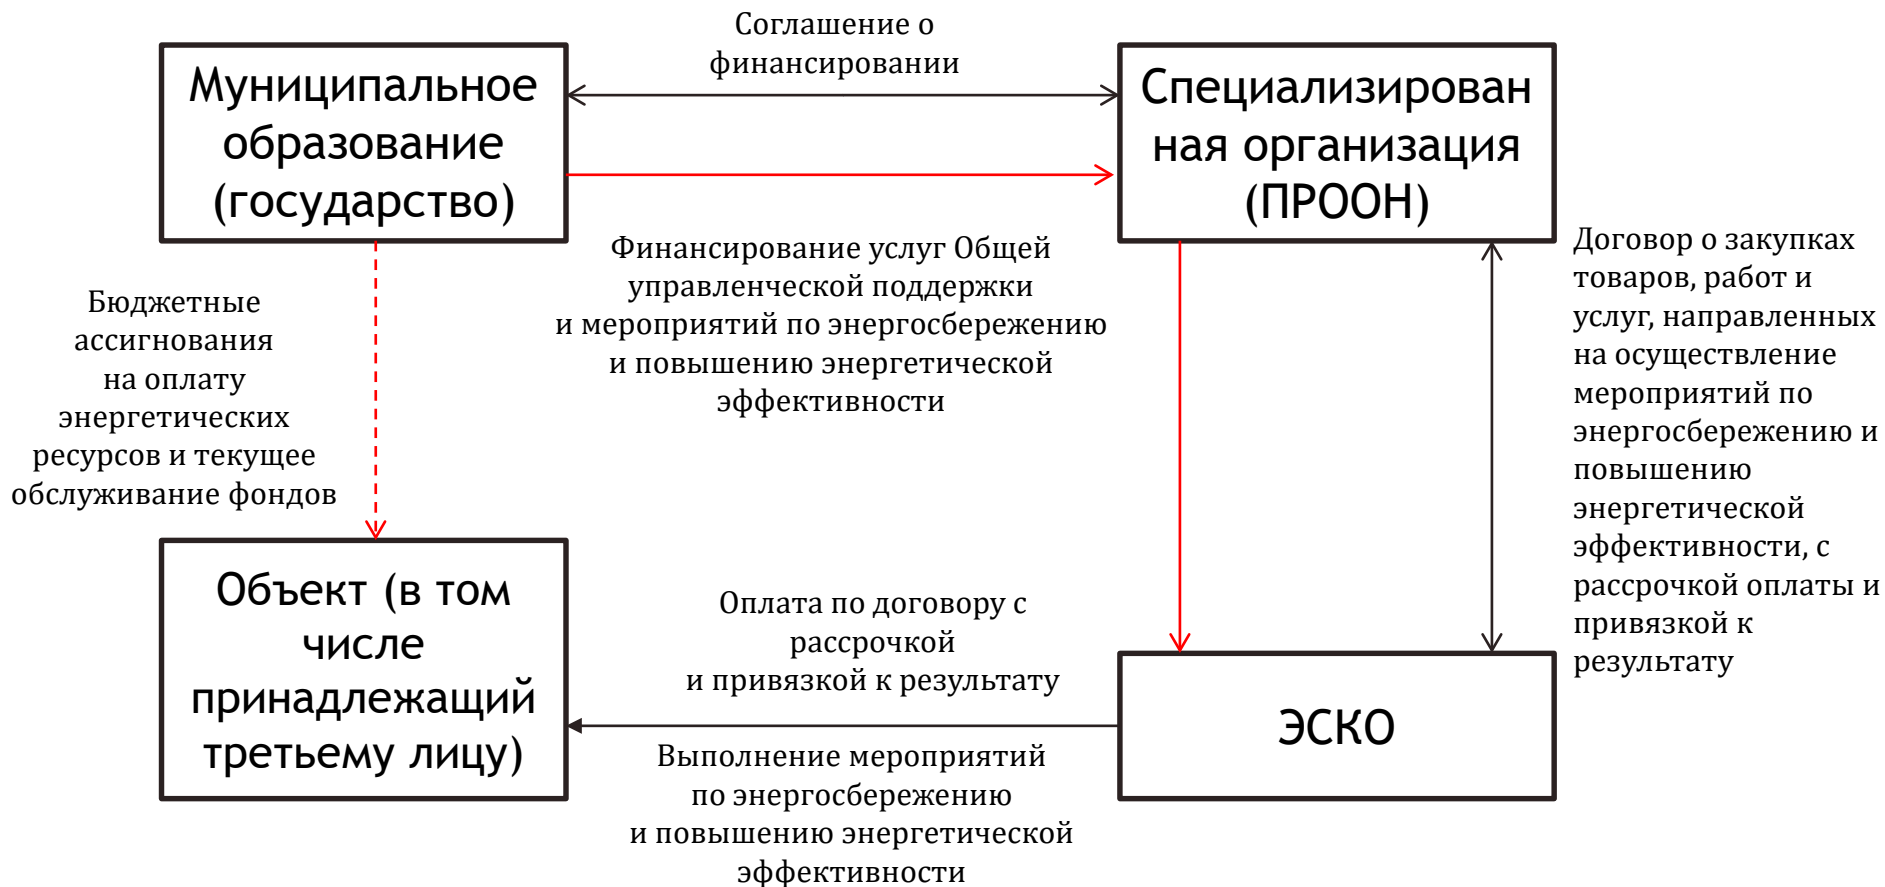 Соглашение о
финансировании
Муниципальное
образование
(государство)
Специализирован
ная организация
(ПРООН)
Финансирование услуг Общей
управленческой поддержки
и мероприятий по энергосбережению
и повышению энергетической
эффективности
Бюджетные
ассигнования
на оплату
энергетических
ресурсов и текущее
обслуживание фондов
Договор о закупках
товаров, работ и
услуг, направленных
на осуществление
мероприятий по
энергосбережению и
повышению
энергетической
эффективности, с
рассрочкой оплаты и
привязкой к
результату
Объект (в том
числе
принадлежащий
третьему лицу)
Оплата по договору с
рассрочкой
и привязкой к результату
ЭСКО
Выполнение мероприятий
по энергосбережению
и повышению энергетической
эффективности